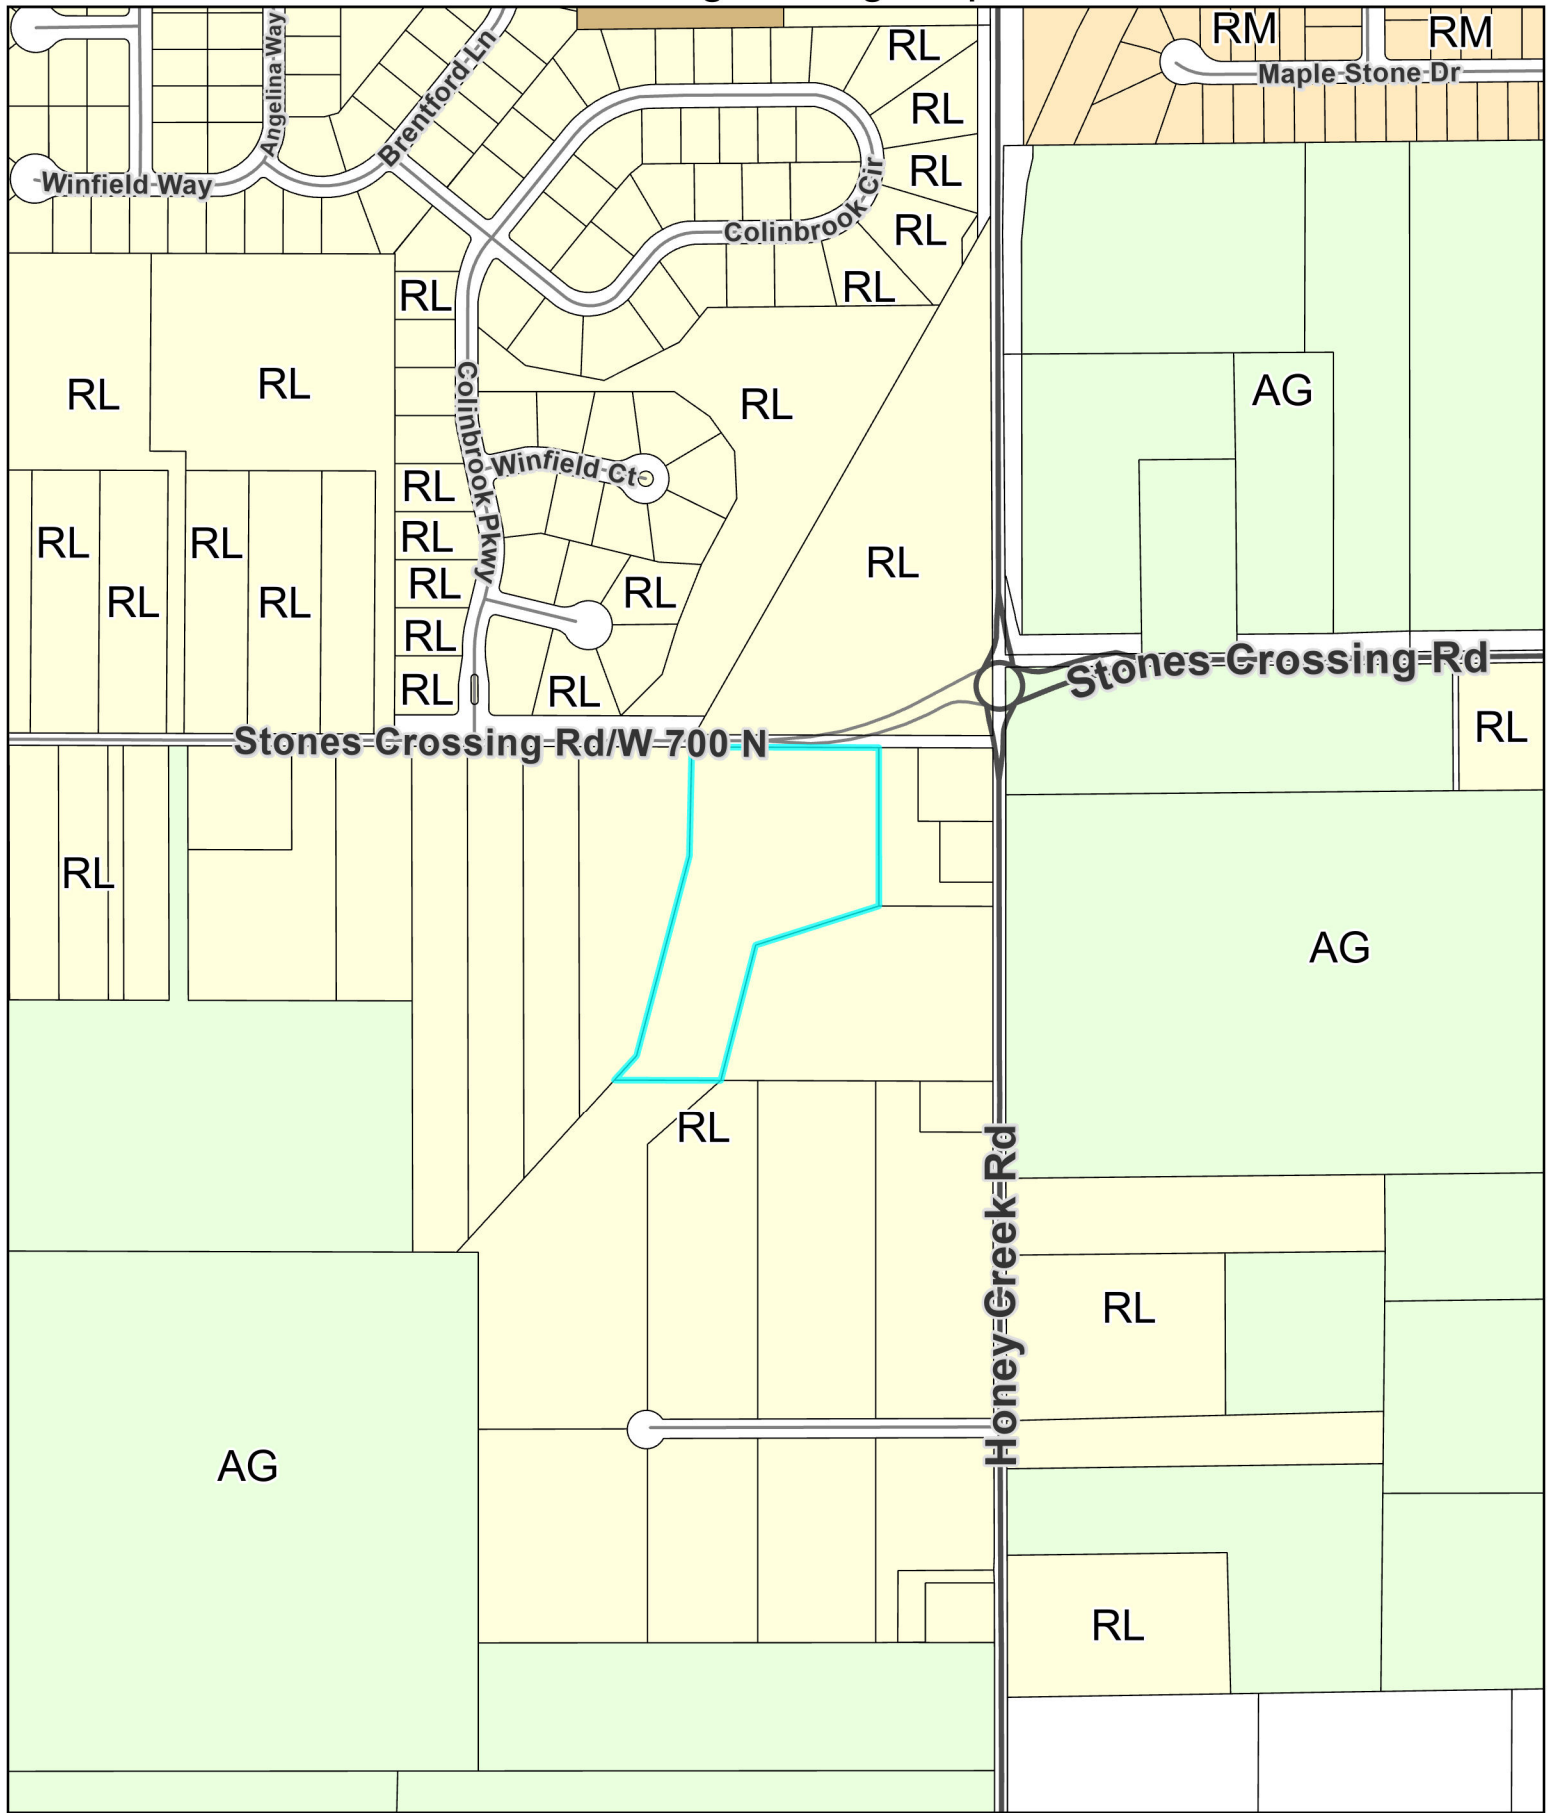 RM
RM
RL
Maple Stone Dr
Angelina Way
Brentford Ln
RL
RL
Winfield Way
Colinbrook Cir
RL
RL
RL
RL
RL
AG
RL
Colinbrook Pkwy
Winfield Ct
RL
RL
RL
RL
RL
RL
RL
RL
RL
RL
Stones Crossing Rd
RL
RL
RL
Stones Crossing Rd/W 700 N
RL
AG
RL
Honey Creek Rd
RL
AG
RL